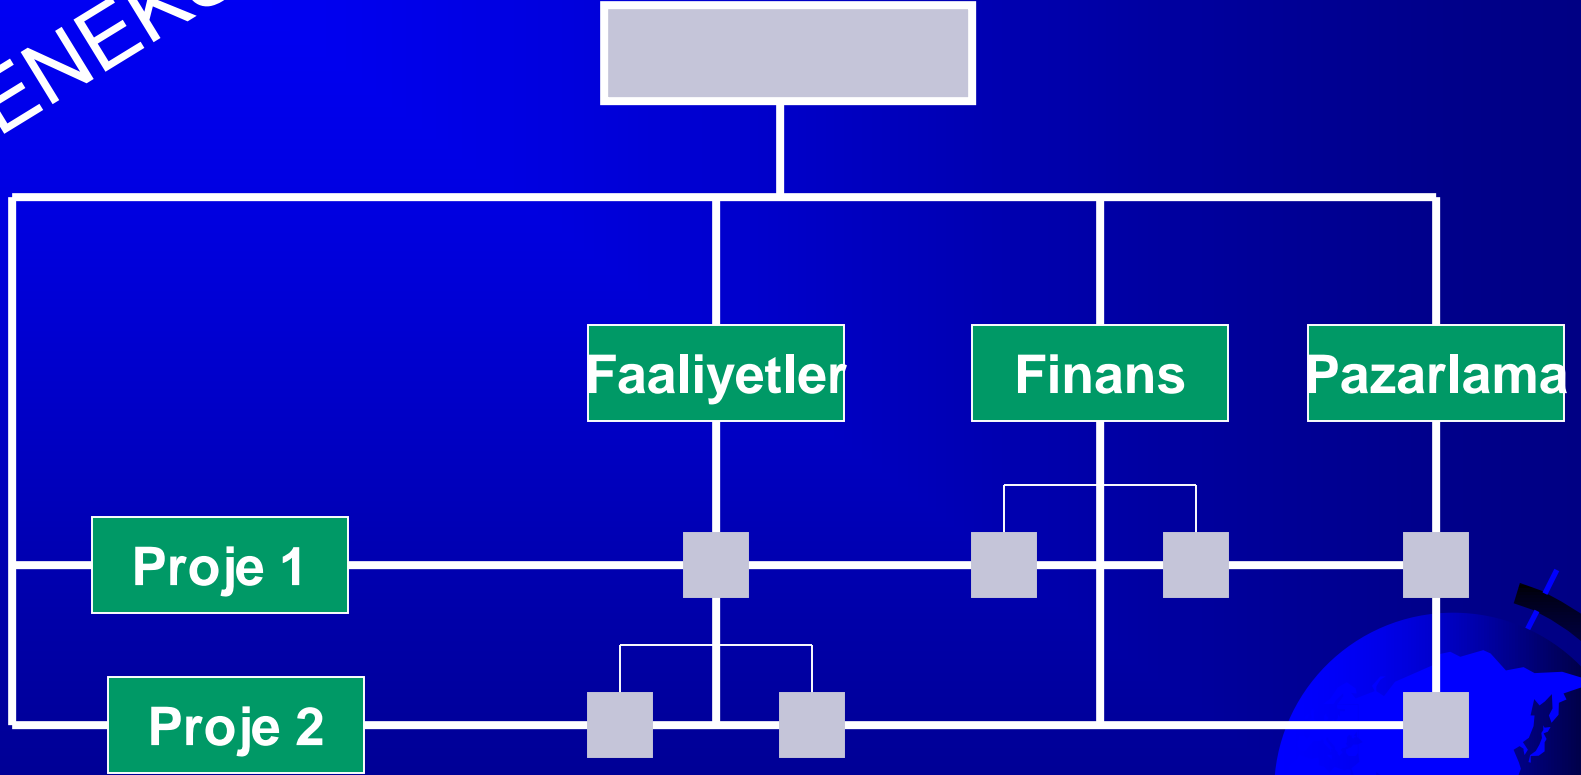 Faaliyetler
Finans
Pazarlama
Proje 1
Proje 2